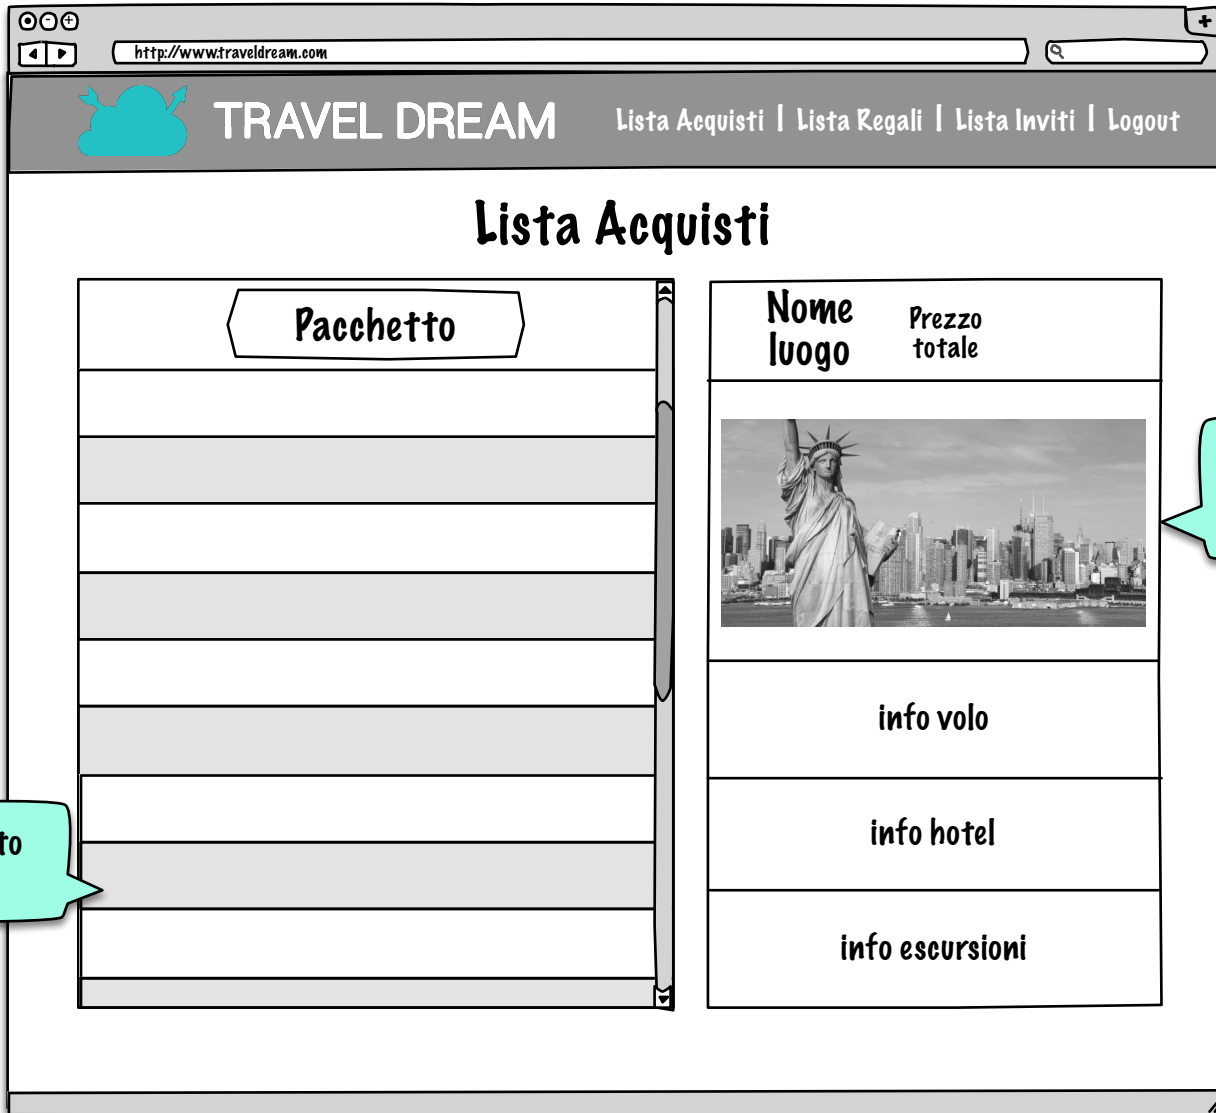 http://www.traveldream.com
TRAVEL DREAM
Lista Acquisti | Lista Regali | Lista Inviti | Logout
Lista Acquisti
Pacchetto
Nome
luogo
Prezzo
totale
info volo
info hotel
info escursioni
to